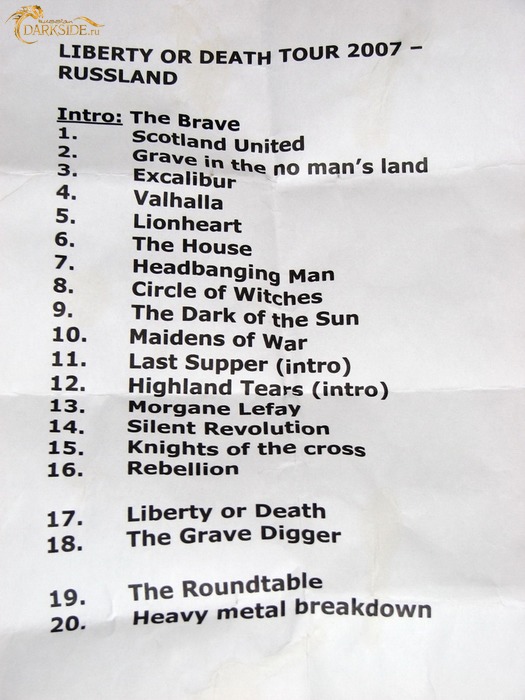 russian
DARKSIDE.ru
LIBERTY OR DEATH TOUR 2007 –
RUSSLAND
Intro: The Brave
1. Scotland United
2. Grave in the no man's land
3. Excalibur
4. Valhalla
5. Lionheart
6. The House
7. Headbanging Man
8. Circle of Witches
9. The Dark of the Sun
10. Maidens of War
11. Last Supper (intro)
12. Highland Tears (intro)
13. Morgane Lefay
14. Silent Revolution
15. Knights of the cross
16. Rebellion
17. Liberty or Death
18. The Grave Digger
19. The Roundtable
20. Heavy metal breakdown